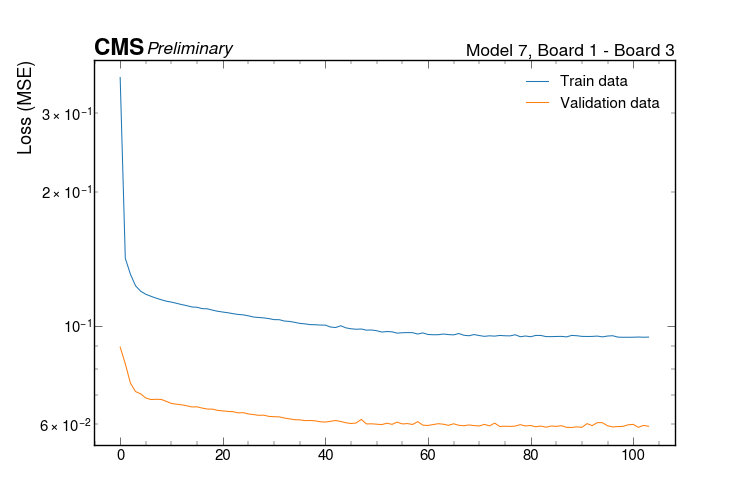 CMS Preliminary
Model 7, Board 1 - Board 3
Loss (MSE)
Train data
Validation data
3 × 10⁻¹
2 × 10⁻¹
10⁻¹
6 × 10⁻²
0 20 40 60 80 100